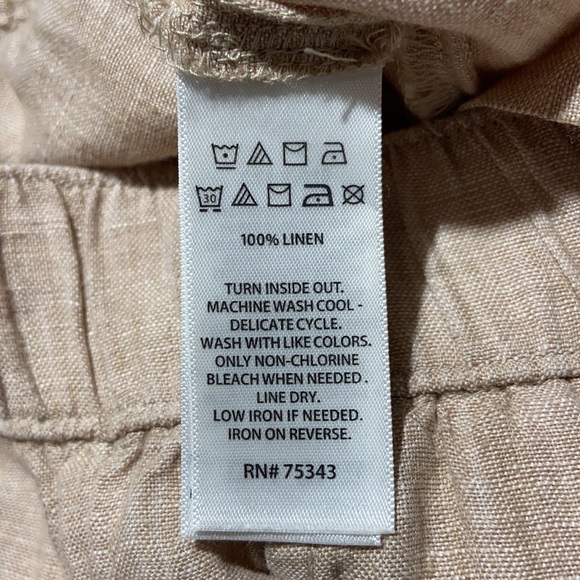 30
100% LINEN
TURN INSIDE OUT.
MACHINE WASH COOL -
DELICATE CYCLE.
WASH WITH LIKE COLORS.
ONLY NON-CHLORINE
BLEACH WHEN NEEDED .
LINE DRY.
LOW IRON IF NEEDED.
IRON ON REVERSE.
RN# 75343